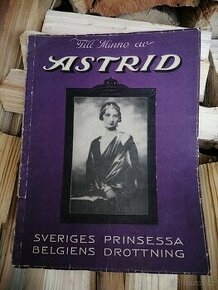 Till Minne av
ASTRID
SVERIGES PRINSESSA
BELGIENS DROTTNING